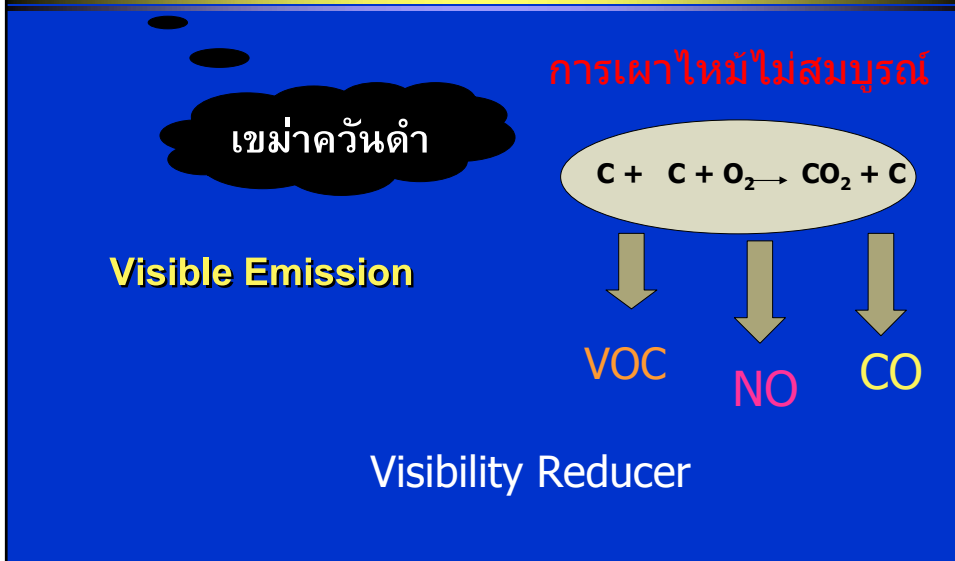 การเผาไหม้ไม่สมบูรณ์
เขม่าควันดำ
C + C + O₂ → CO₂ + C
Visible Emission
VOC
NO
CO
Visibility Reducer